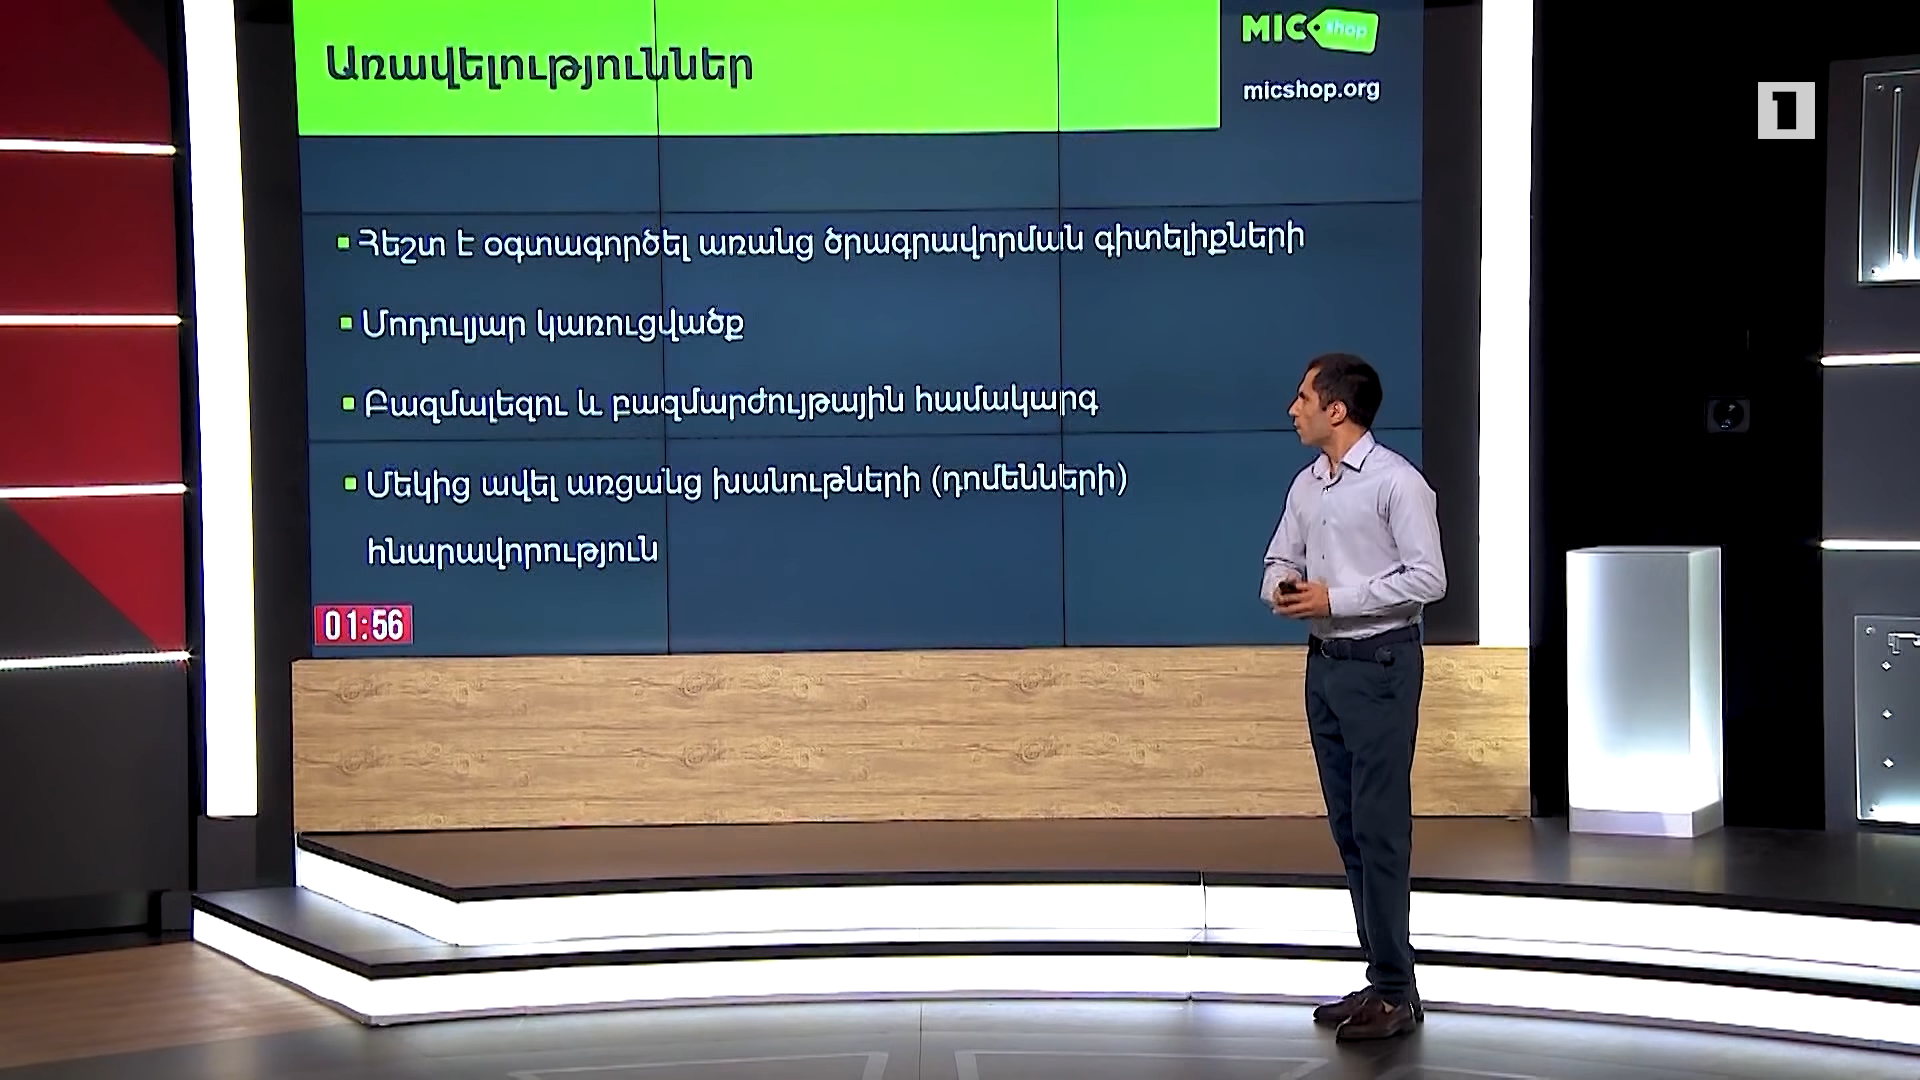 Առավելություններ
MIC shop
micshop.org
1
Հեշտ է օգտագործել առանց ծրագրավորման գիտելիքների
Մոդուլյար կառուցվածք
Բազմալեզու և բազմարժույթային համակարգ
Մեկից ավել առցանց խանութների (դոմենների)
հնարավորություն
01:56